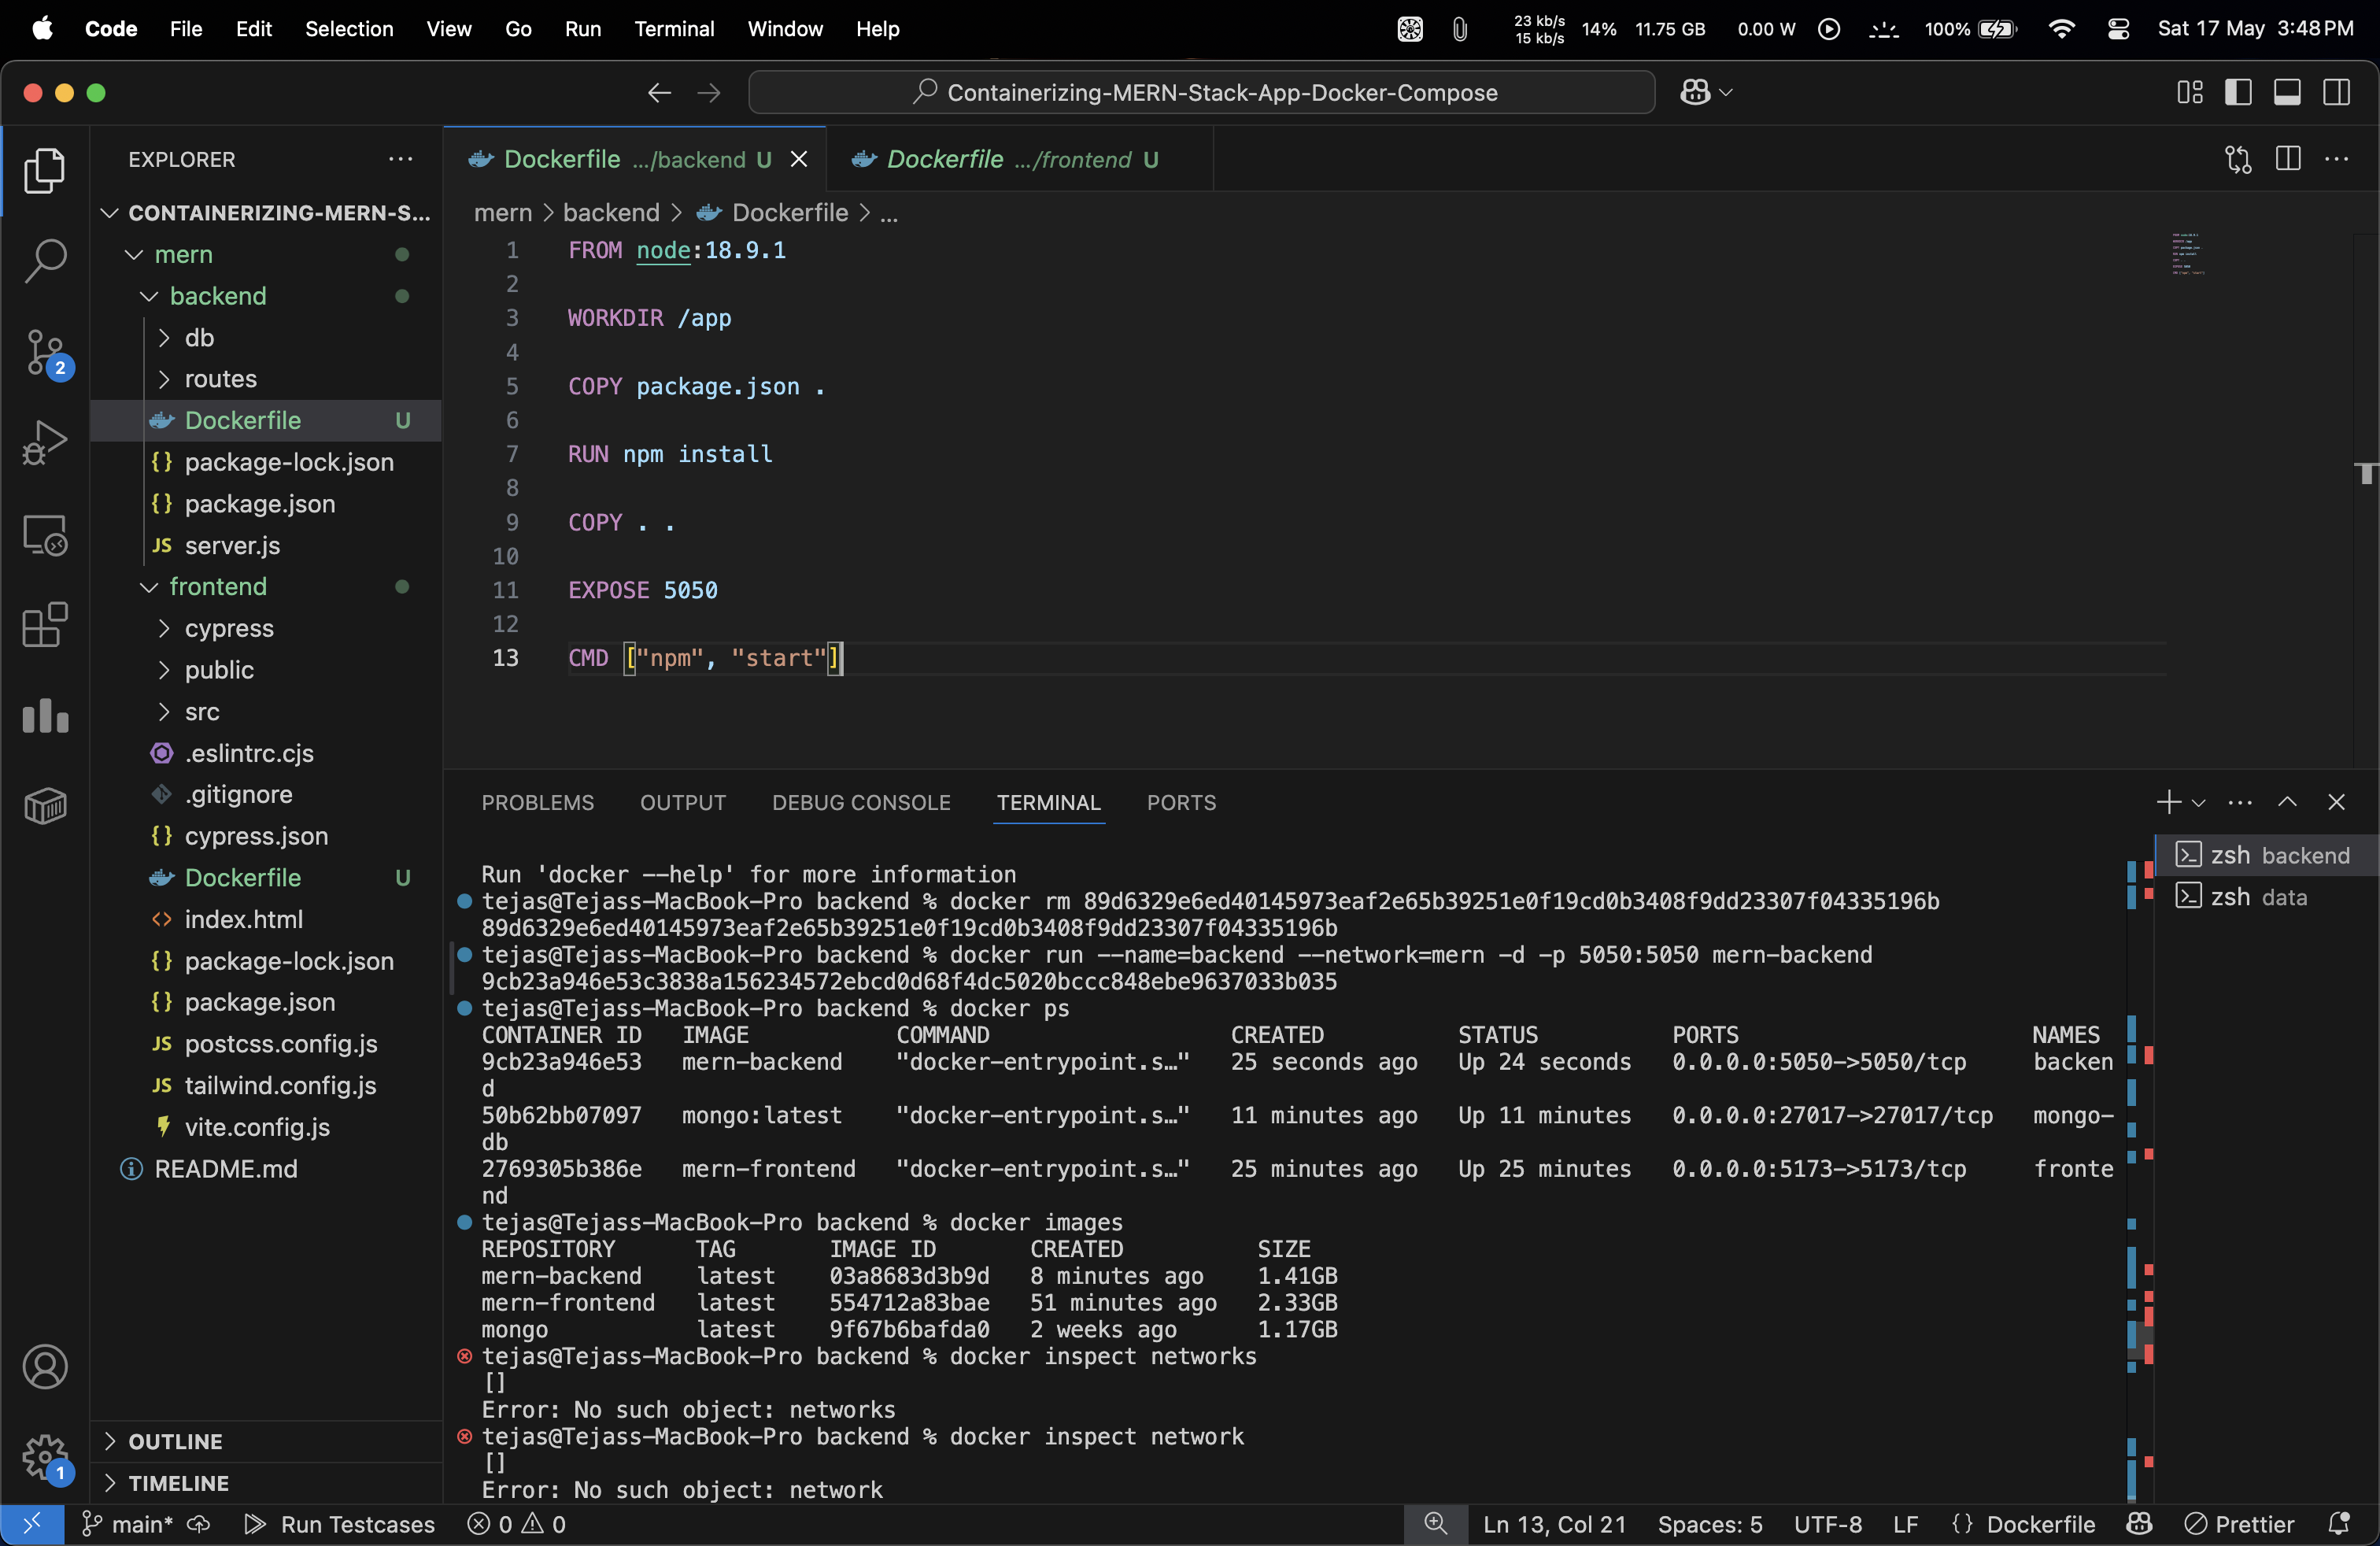 Code File Edit Selection View Go Run Terminal Window Help
23 kb/s
15 kb/s
14% 11.75 GB 0.00 W 100% Sat 17 May 3:48 PM
Containerizing-MERN-Stack-App-Docker-Compose
EXPLORER
CONTAINERIZING-MERN-S...
mern
backend
db
routes
Dockerfile U
package-lock.json
package.json
server.js
frontend
cypress
public
src
.eslintrc.cjs
.gitignore
cypress.json
Dockerfile U
index.html
package-lock.json
package.json
postcss.config.js
tailwind.config.js
vite.config.js
README.md
OUTLINE
TIMELINE
2
1
Dockerfile .../backend U
Dockerfile .../frontend U
mern > backend > Dockerfile > ...
1 FROM node:18.9.1
2
3 WORKDIR /app
4
5 COPY package.json .
6
7 RUN npm install
8
9 COPY . .
10
11 EXPOSE 5050
12
13 CMD ["npm", "start"]
PROBLEMS OUTPUT DEBUG CONSOLE TERMINAL PORTS
Run 'docker --help' for more information
tejas@Tejass-MacBook-Pro backend % docker rm 89d6329e6ed40145973eaf2e65b39251e0f19cd0b3408f9dd23307f04335196b
89d6329e6ed40145973eaf2e65b39251e0f19cd0b3408f9dd23307f04335196b
tejas@Tejass-MacBook-Pro backend % docker run --name=backend --network=mern -d -p 5050:5050 mern-backend
9cb23a946e53c3838a156234572ebcd0d68f4dc5020bccc848ebe9637033b035
tejas@Tejass-MacBook-Pro backend % docker ps
CONTAINER ID IMAGE COMMAND CREATED STATUS PORTS NAMES
9cb23a946e53 mern-backend "docker-entrypoint.s…" 25 seconds ago Up 24 seconds 0.0.0.0:5050->5050/tcp backen
d
50b62bb07097 mongo:latest "docker-entrypoint.s…" 11 minutes ago Up 11 minutes 0.0.0.0:27017->27017/tcp mongo-
db
2769305b386e mern-frontend "docker-entrypoint.s…" 25 minutes ago Up 25 minutes 0.0.0.0:5173->5173/tcp fronte
nd
tejas@Tejass-MacBook-Pro backend % docker images
REPOSITORY TAG IMAGE ID CREATED SIZE
mern-backend latest 03a8683d3b9d 8 minutes ago 1.41GB
mern-frontend latest 554712a83bae 51 minutes ago 2.33GB
mongo latest 9f67b6bafda0 2 weeks ago 1.17GB
tejas@Tejass-MacBook-Pro backend % docker inspect networks
[]
Error: No such object: networks
tejas@Tejass-MacBook-Pro backend % docker inspect network
[]
Error: No such object: network
zsh backend
zsh data
main* Run Testcases 0 0 Ln 13, Col 21 Spaces: 5 UTF-8 LF {} Dockerfile Prettier